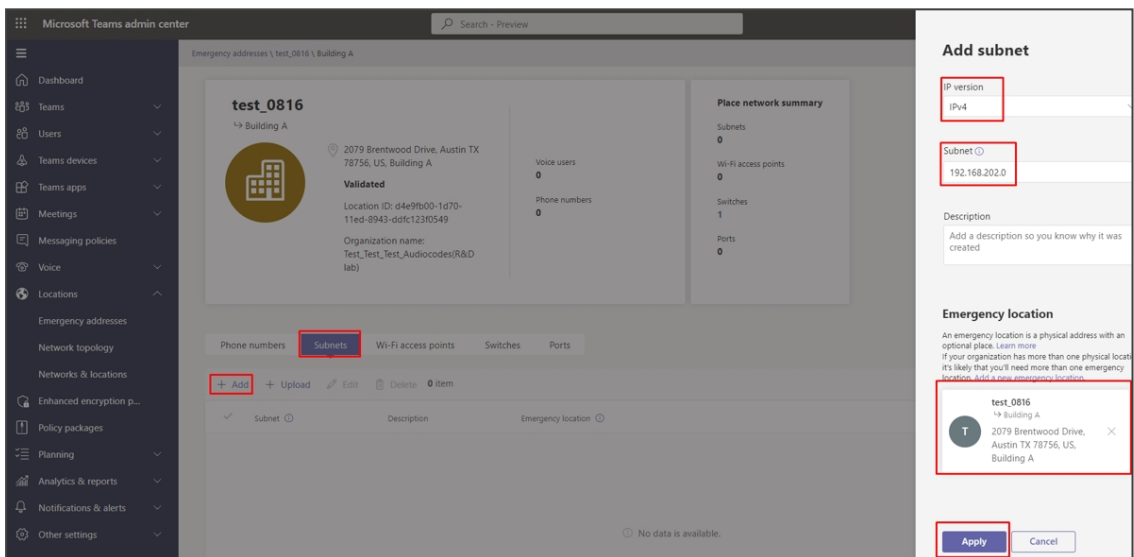 Microsoft Teams admin center
Search - Preview
Dashboard
Teams
Users
Teams devices
Teams apps
Meetings
Messaging policies
Voice
Locations
Emergency addresses
Network topology
Networks & locations
Enhanced encryption p...
Policy packages
Planning
Analytics & reports
Notifications & alerts
Other settings
Emergency addresses \ test_0816 \ Building A
test_0816
Building A
2079 Brentwood Drive, Austin TX
78756, US, Building A
Validated
Location ID: d4e9fb00-1d70-
11ed-8943-ddfc123f0549
Organization name:
Test_Test_Test_Audiocodes(R&D
lab)
Voice users
0
Phone numbers
0
Place network summary
Subnets
0
Wi-Fi access points
0
Switches
1
Ports
0
Phone numbers Subnets Wi-Fi access points Switches Ports
+ Add + Upload Edit Delete 0 item
Subnet Description Emergency location
No data is available.
Add subnet
IP version
IPv4
Subnet
192.168.202.0
Description
Add a description so you know why it was
created
Emergency location
An emergency location is a physical address with an
optional place. Learn more
If your organization has more than one physical locati
it's likely that you'll need more than one emergency
location. Add a new emergency location.
T
test_0816
Building A
2079 Brentwood Drive,
Austin TX 78756, US,
Building A
Apply Cancel